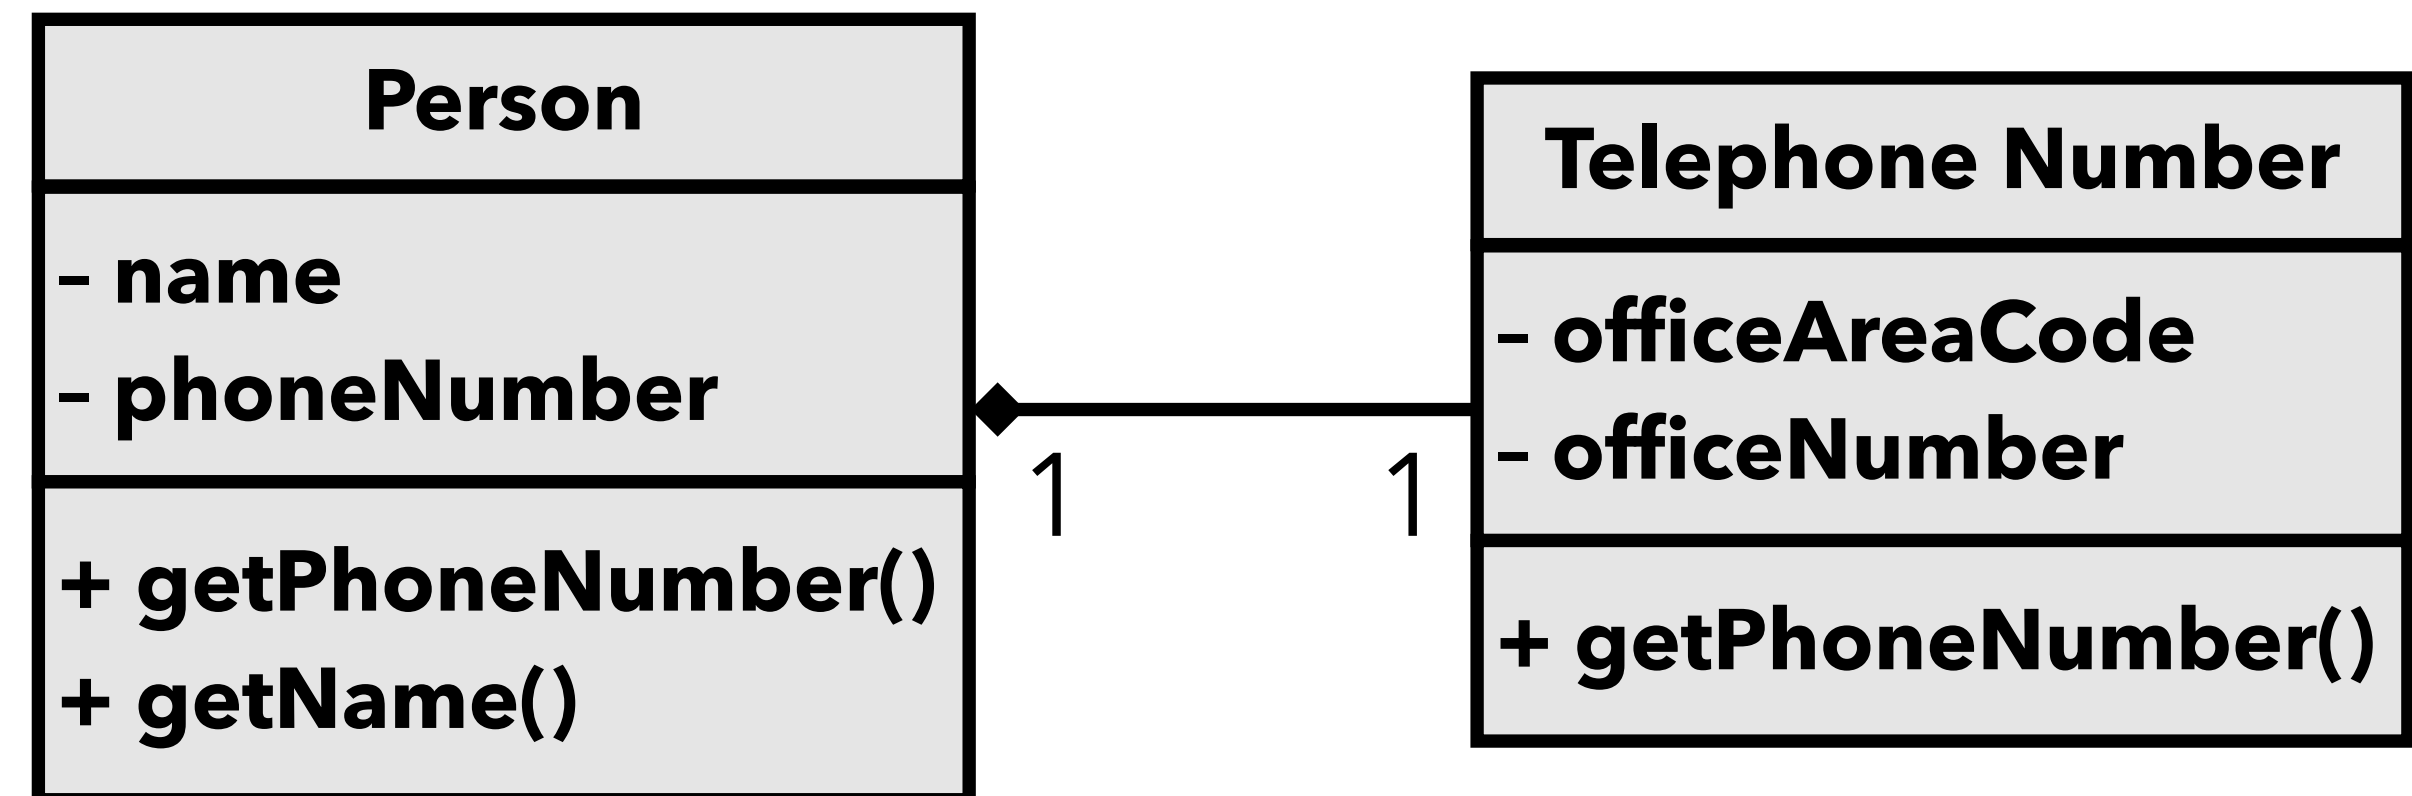 Person
– name
– phoneNumber
+ getPhoneNumber()
+ getName()
1
1
Telephone Number
– officeAreaCode
– officeNumber
+ getPhoneNumber()